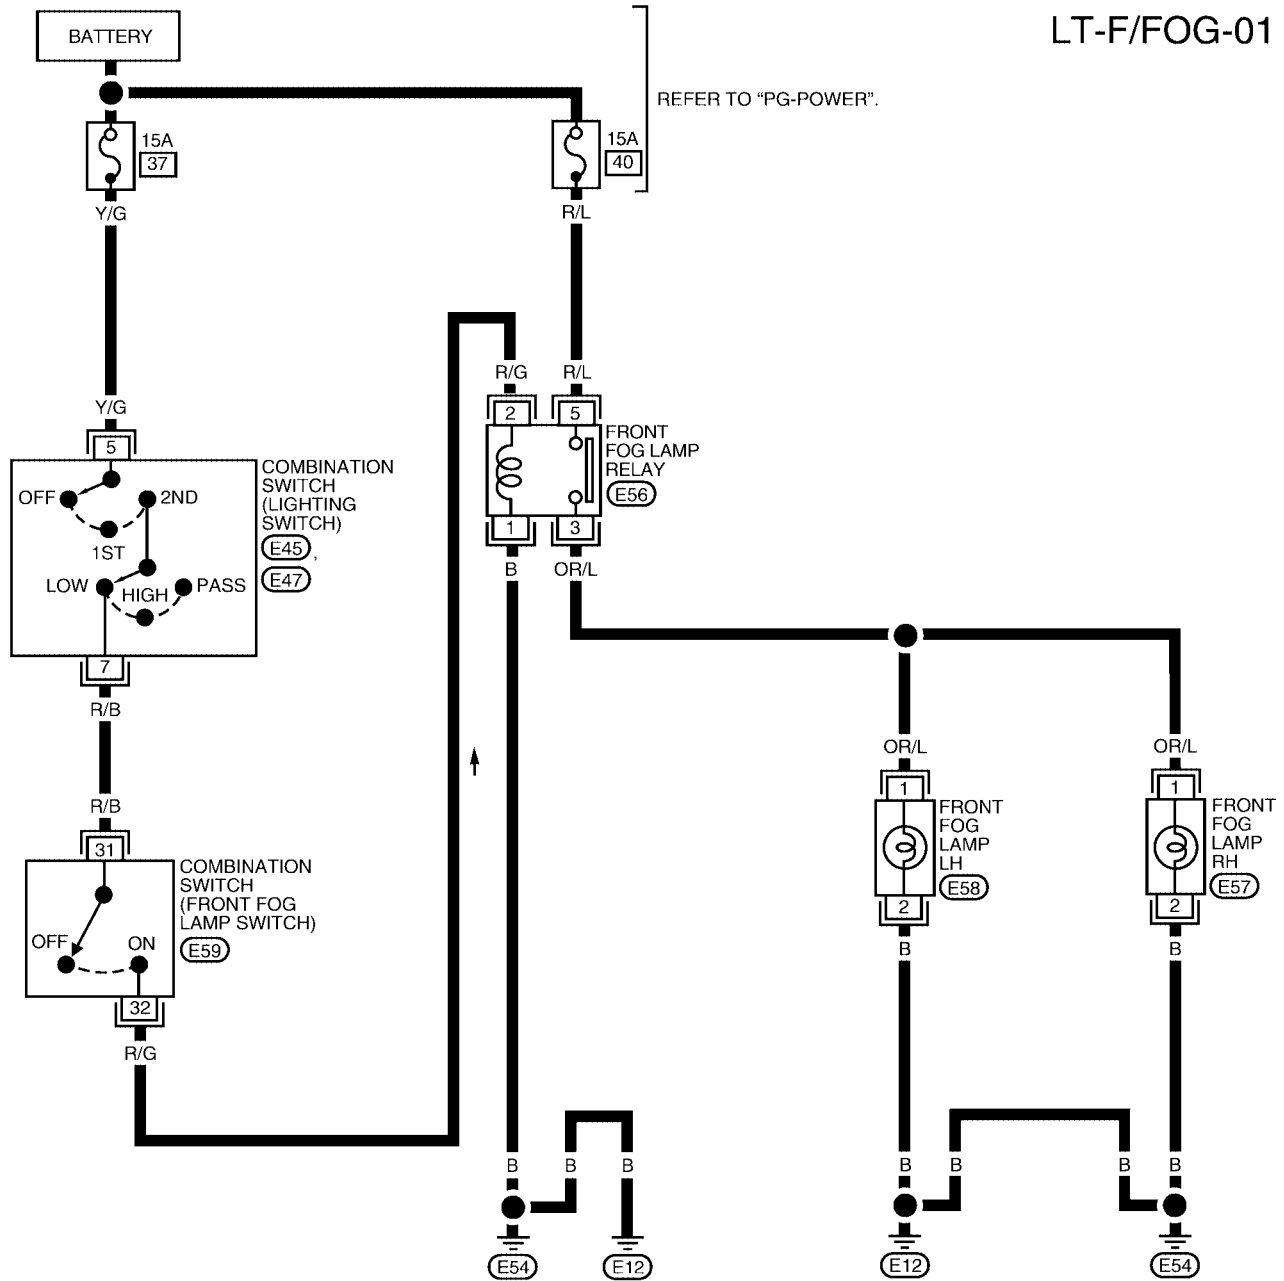 LT-F/FOG-01
BATTERY
REFER TO “PG-POWER”.
15A
37
15A
40
Y/G
R/L
R/G
R/L
Y/G
2
5
FRONT
FOG LAMP
RELAY
E56
1
3
B
OR/L
5
COMBINATION
SWITCH
(LIGHTING
SWITCH)
E45 ,
E47
OFF
2ND
1ST
LOW
HIGH
PASS
7
R/B
R/B
31
COMBINATION
SWITCH
(FRONT FOG
LAMP SWITCH)
E59
OFF
ON
32
R/G
OR/L
OR/L
1
FRONT
FOG
LAMP
LH
E58
2
B
1
FRONT
FOG
LAMP
RH
E57
2
B
B
B
B
B
B
B
B
E54
E12
E12
E54